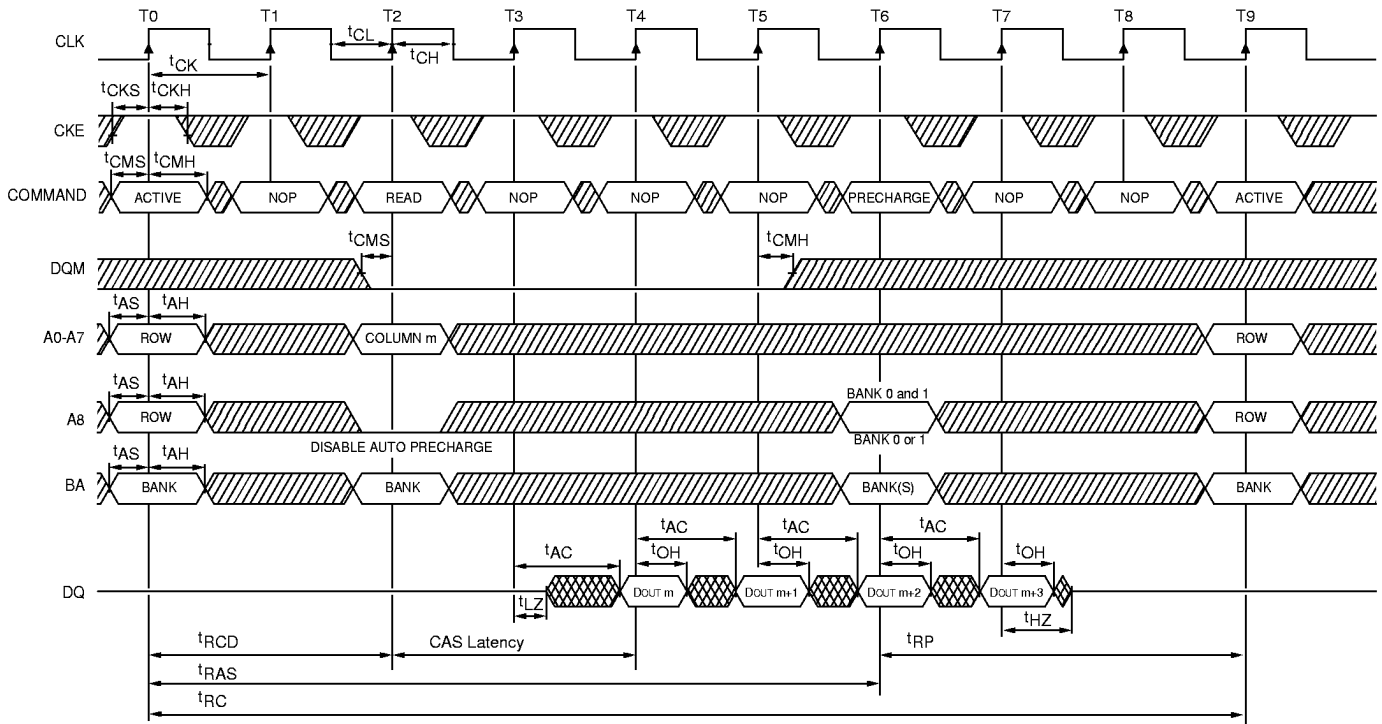 T0 T1 T2 T3 T4 T5 T6 T7 T8 T9
CLK tCL tCH
tCK
tCKS tCKH
CKE
tCMS tCMH
COMMAND ACTIVE NOP READ NOP NOP NOP PRECHARGE NOP NOP ACTIVE
tCMS tCMH
DQM
tAS tAH
A0-A7 ROW COLUMN m ROW
tAS tAH BANK 0 and 1
A8 ROW ROW
DISABLE AUTO PRECHARGE BANK 0 or 1
tAS tAH
BA BANK BANK BANK(S) BANK
tAC tAC tAC
tAC tOH tOH tOH tOH
DQ DOUT m DOUT m+1 DOUT m+2 DOUT m+3
tLZ tHZ
tRCD CAS Latency tRP
tRAS
tRC